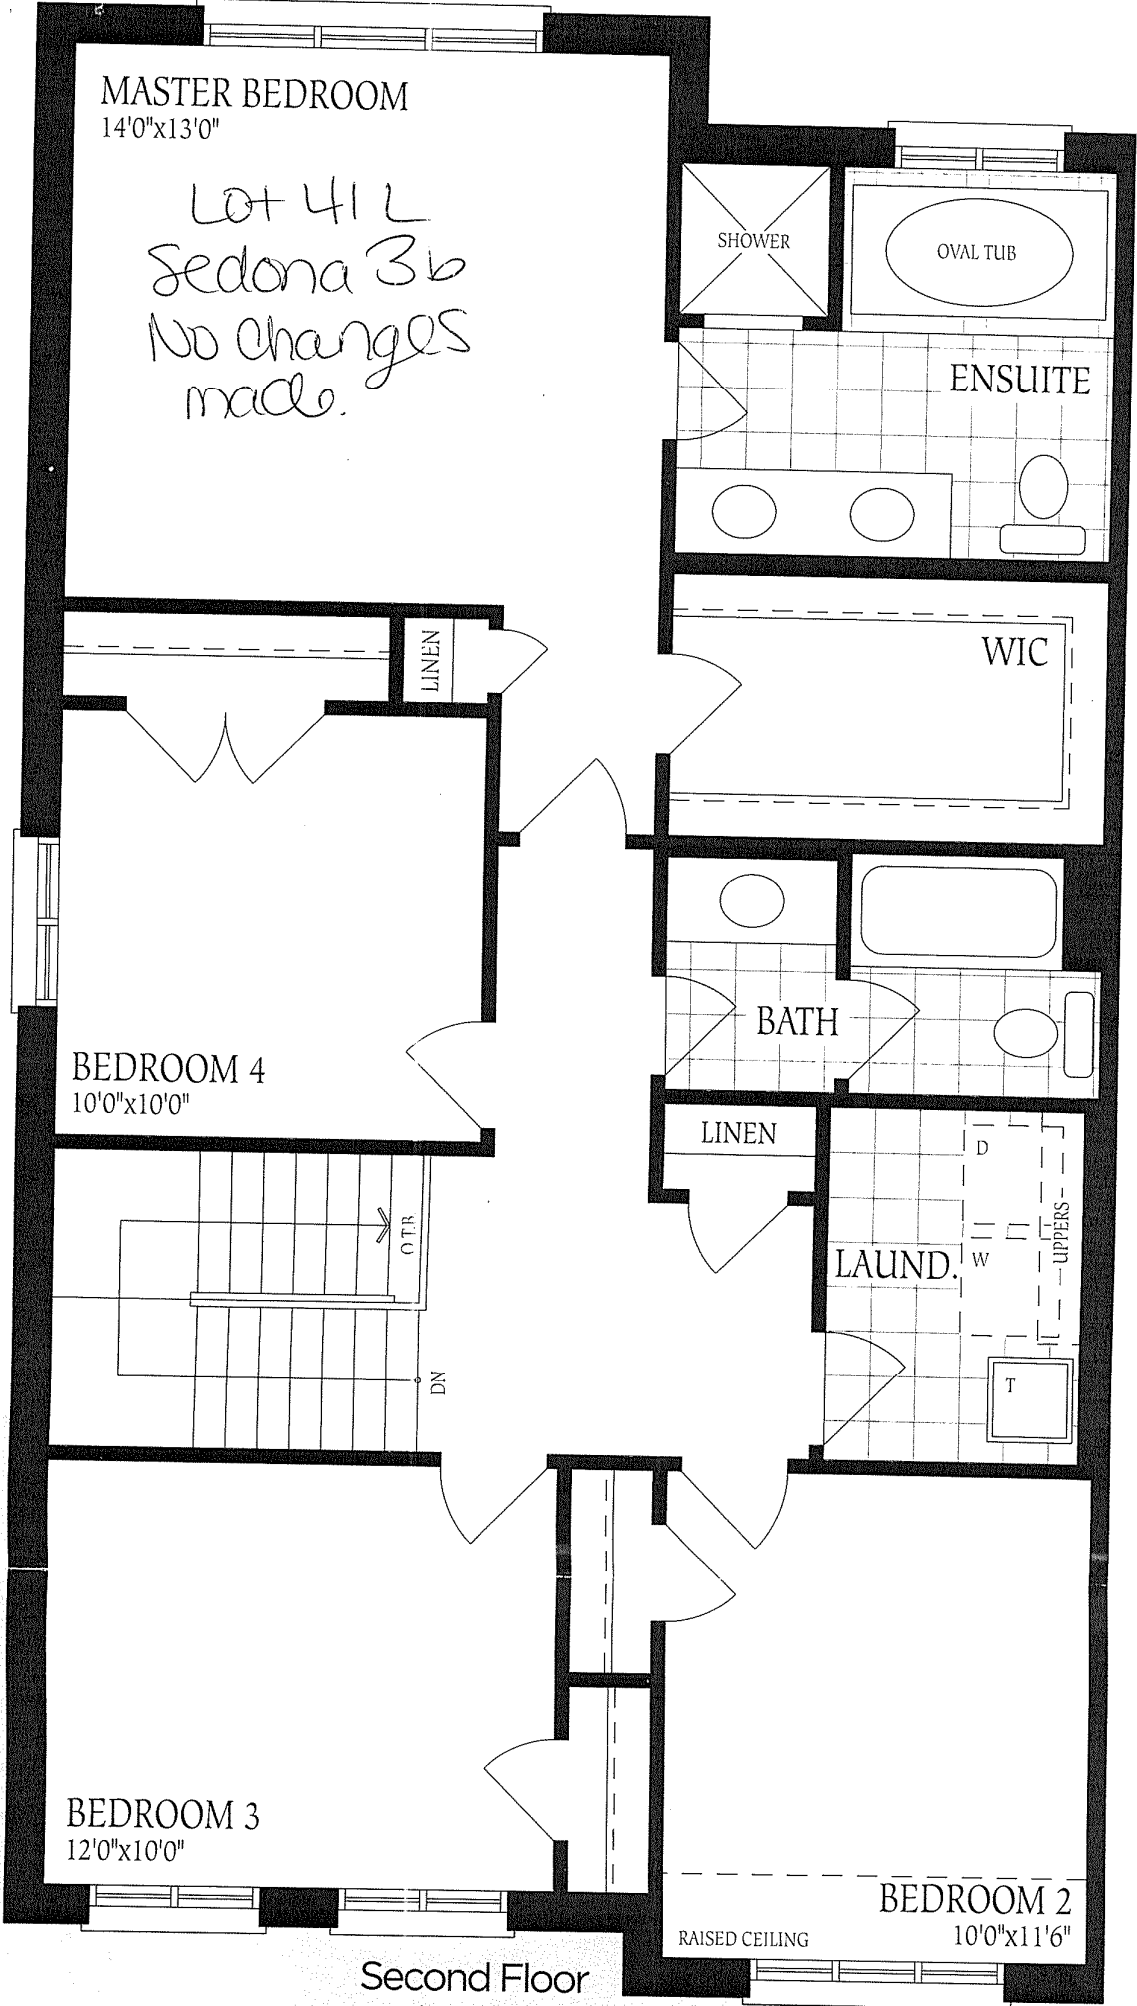 MASTER BEDROOM
14'0"x13'0"
Lot 41 L
Sedona 3b
No changes
made.
SHOWER
OVAL TUB
ENSUITE
LINEN
WIC
BEDROOM 4
10'0"x10'0"
BATH
LINEN
D
W
UPPERS
LAUND.
T
O.T.B
DN
BEDROOM 3
12'0"x10'0"
BEDROOM 2
10'0"x11'6"
RAISED CEILING
Second Floor